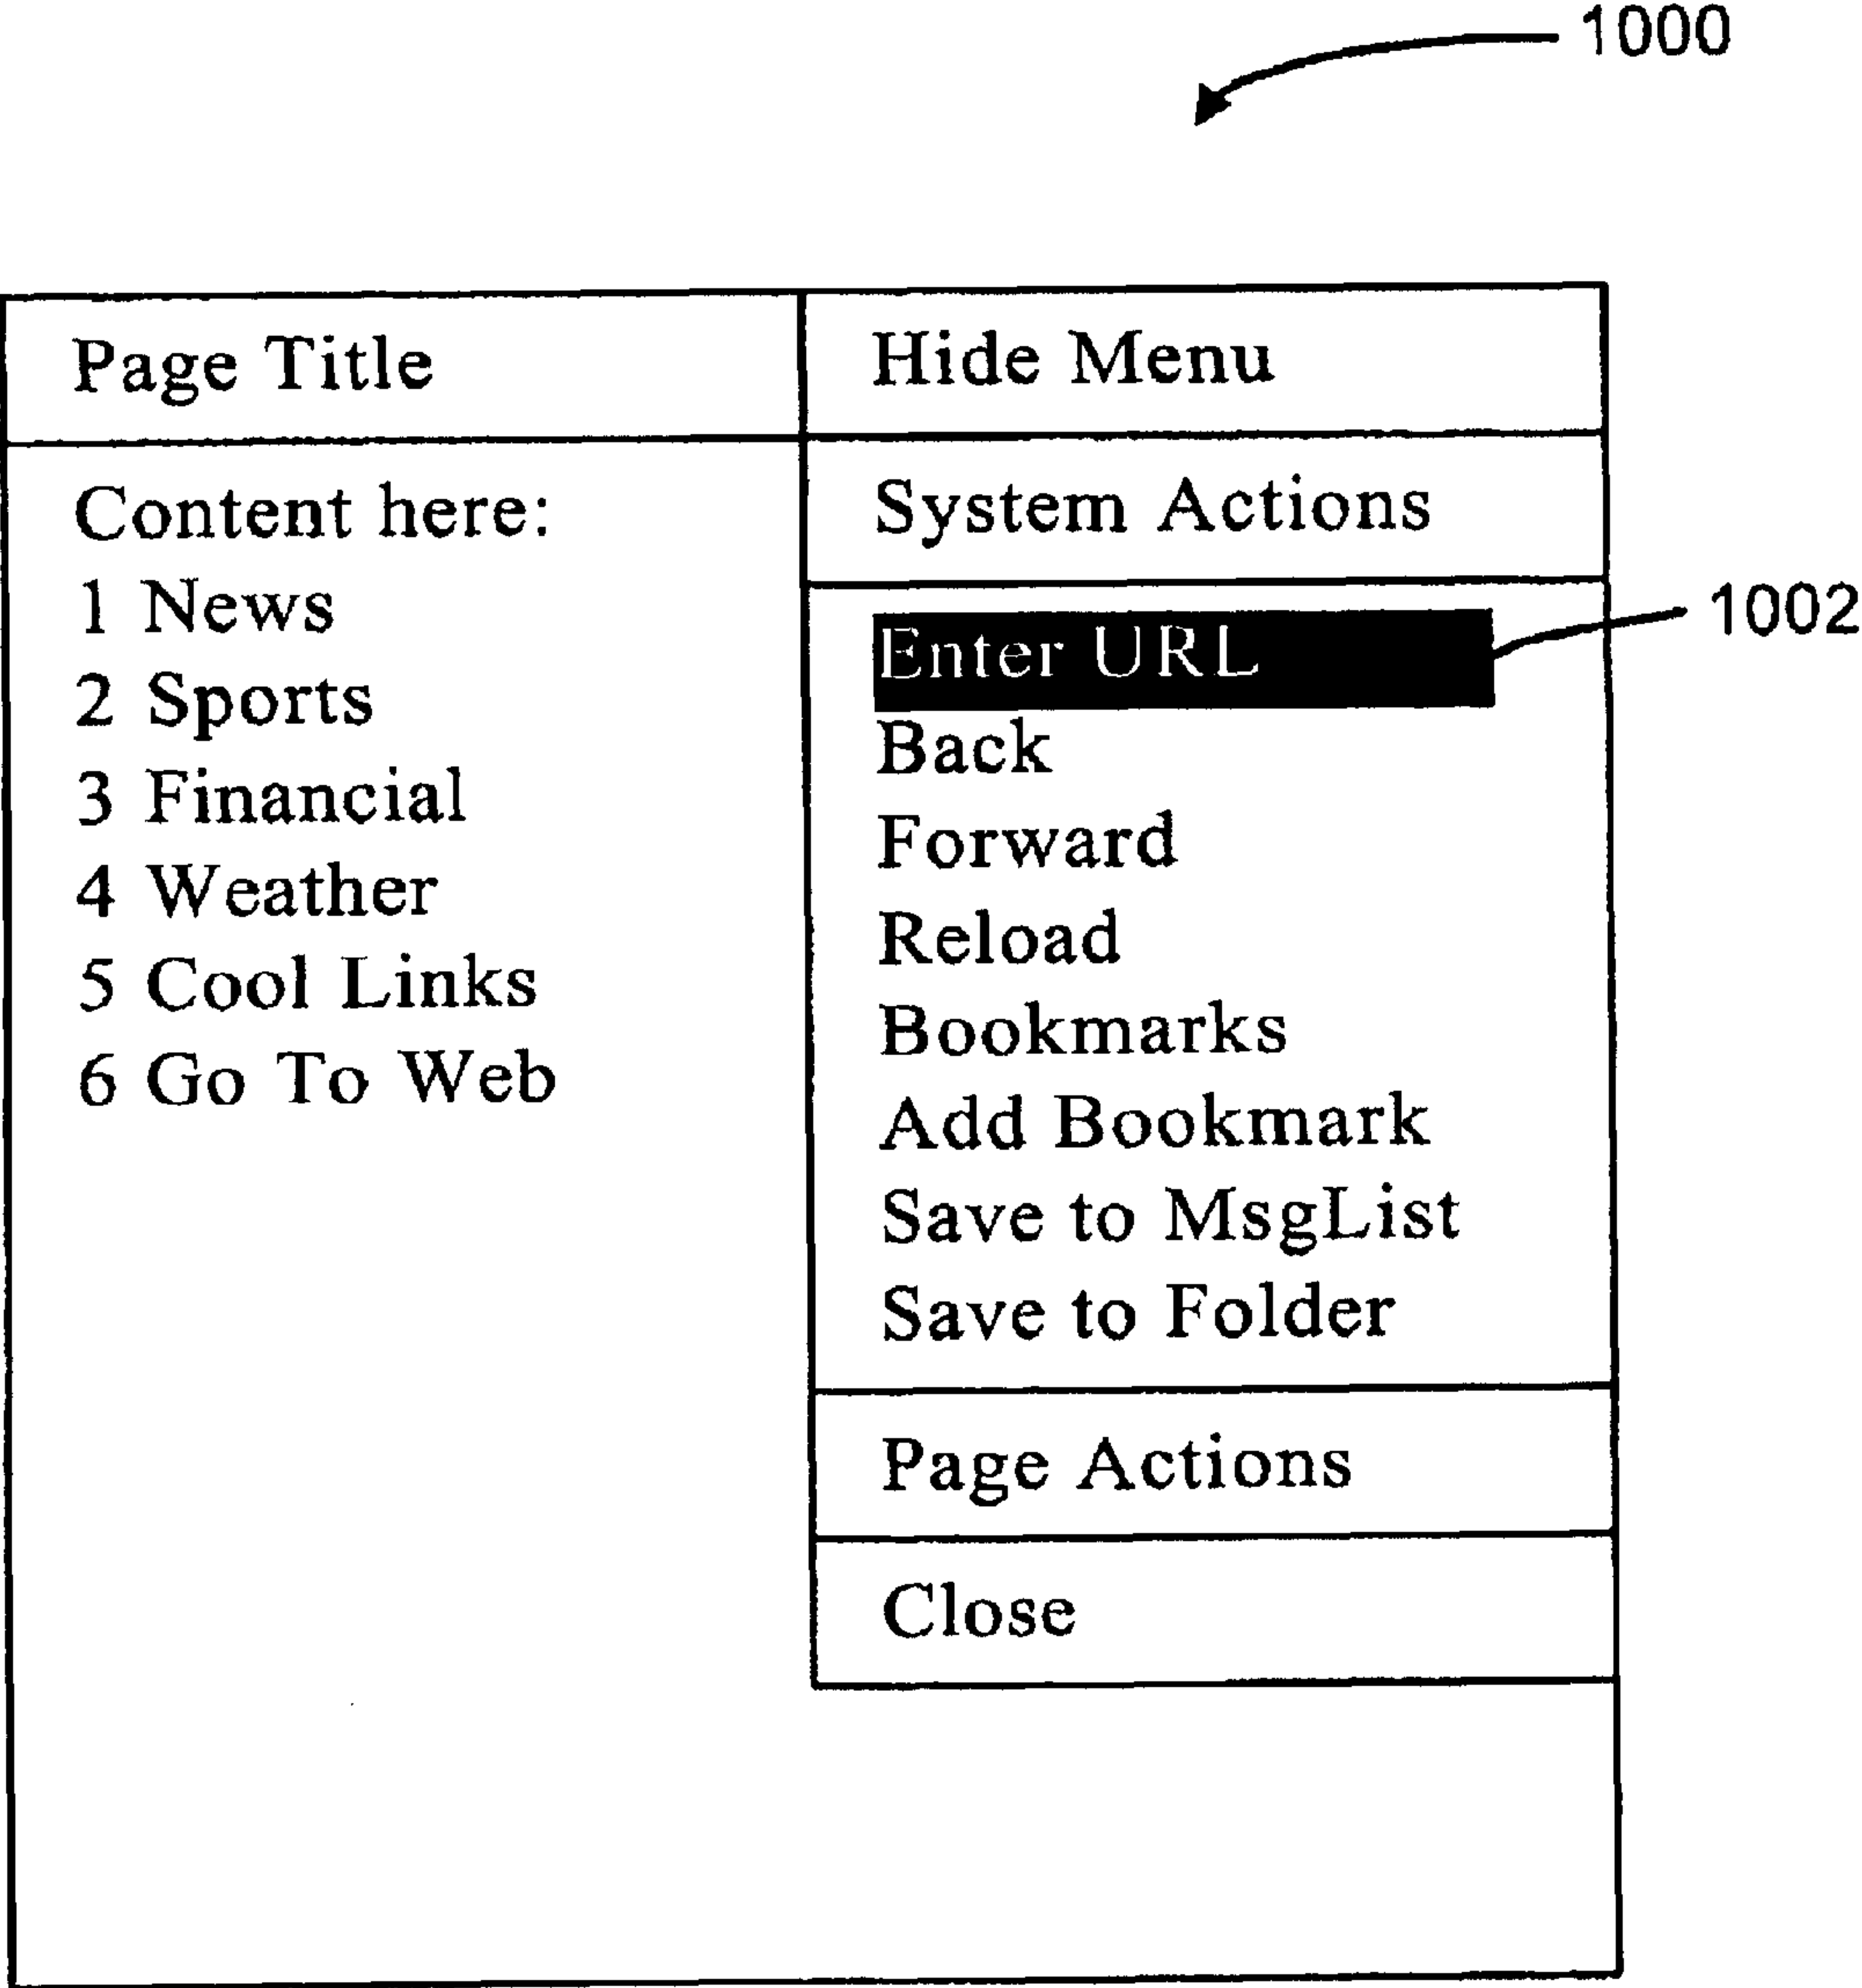 1000
Page Title
Content here:
1 News
2 Sports
3 Financial
4 Weather
5 Cool Links
6 Go To Web
Hide Menu
System Actions
Enter URL
1002
Back
Forward
Reload
Bookmarks
Add Bookmark
Save to MsgList
Save to Folder
Page Actions
Close